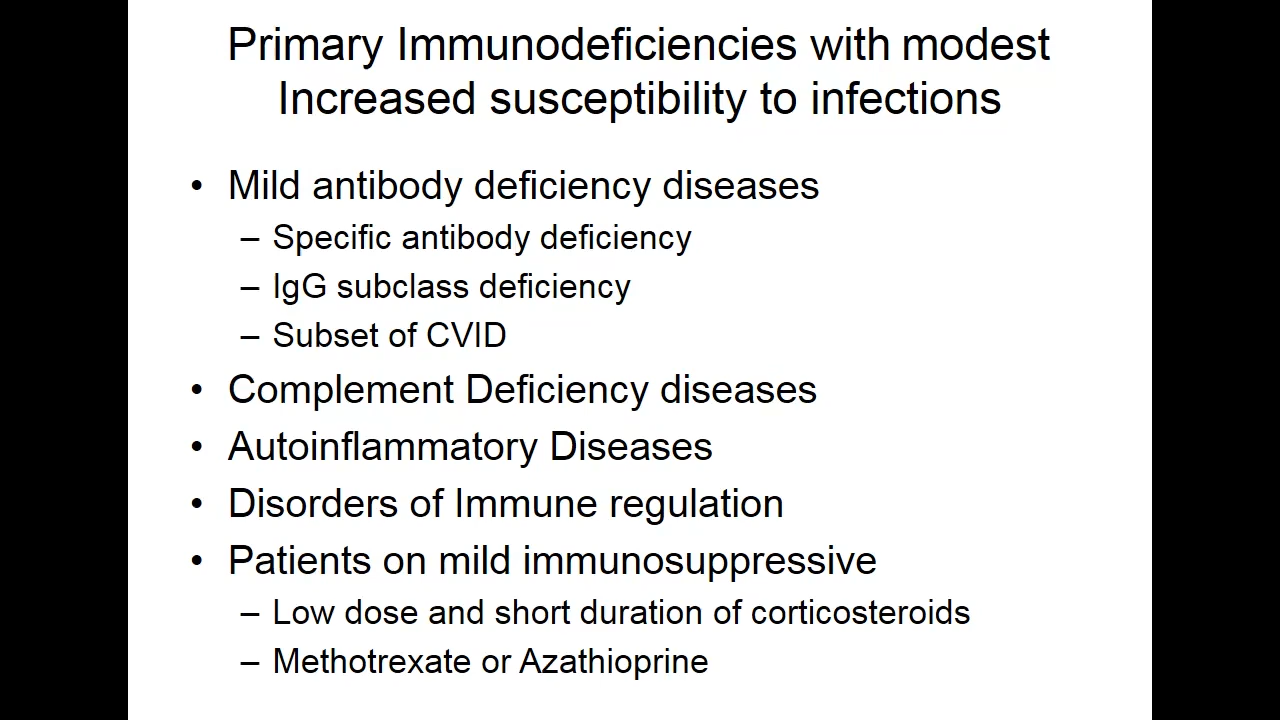 Primary Immunodeficiencies with modest
Increased susceptibility to infections
• Mild antibody deficiency diseases
– Specific antibody deficiency
– IgG subclass deficiency
– Subset of CVID
• Complement Deficiency diseases
• Autoinflammatory Diseases
• Disorders of Immune regulation
• Patients on mild immunosuppressive
– Low dose and short duration of corticosteroids
– Methotrexate or Azathioprine